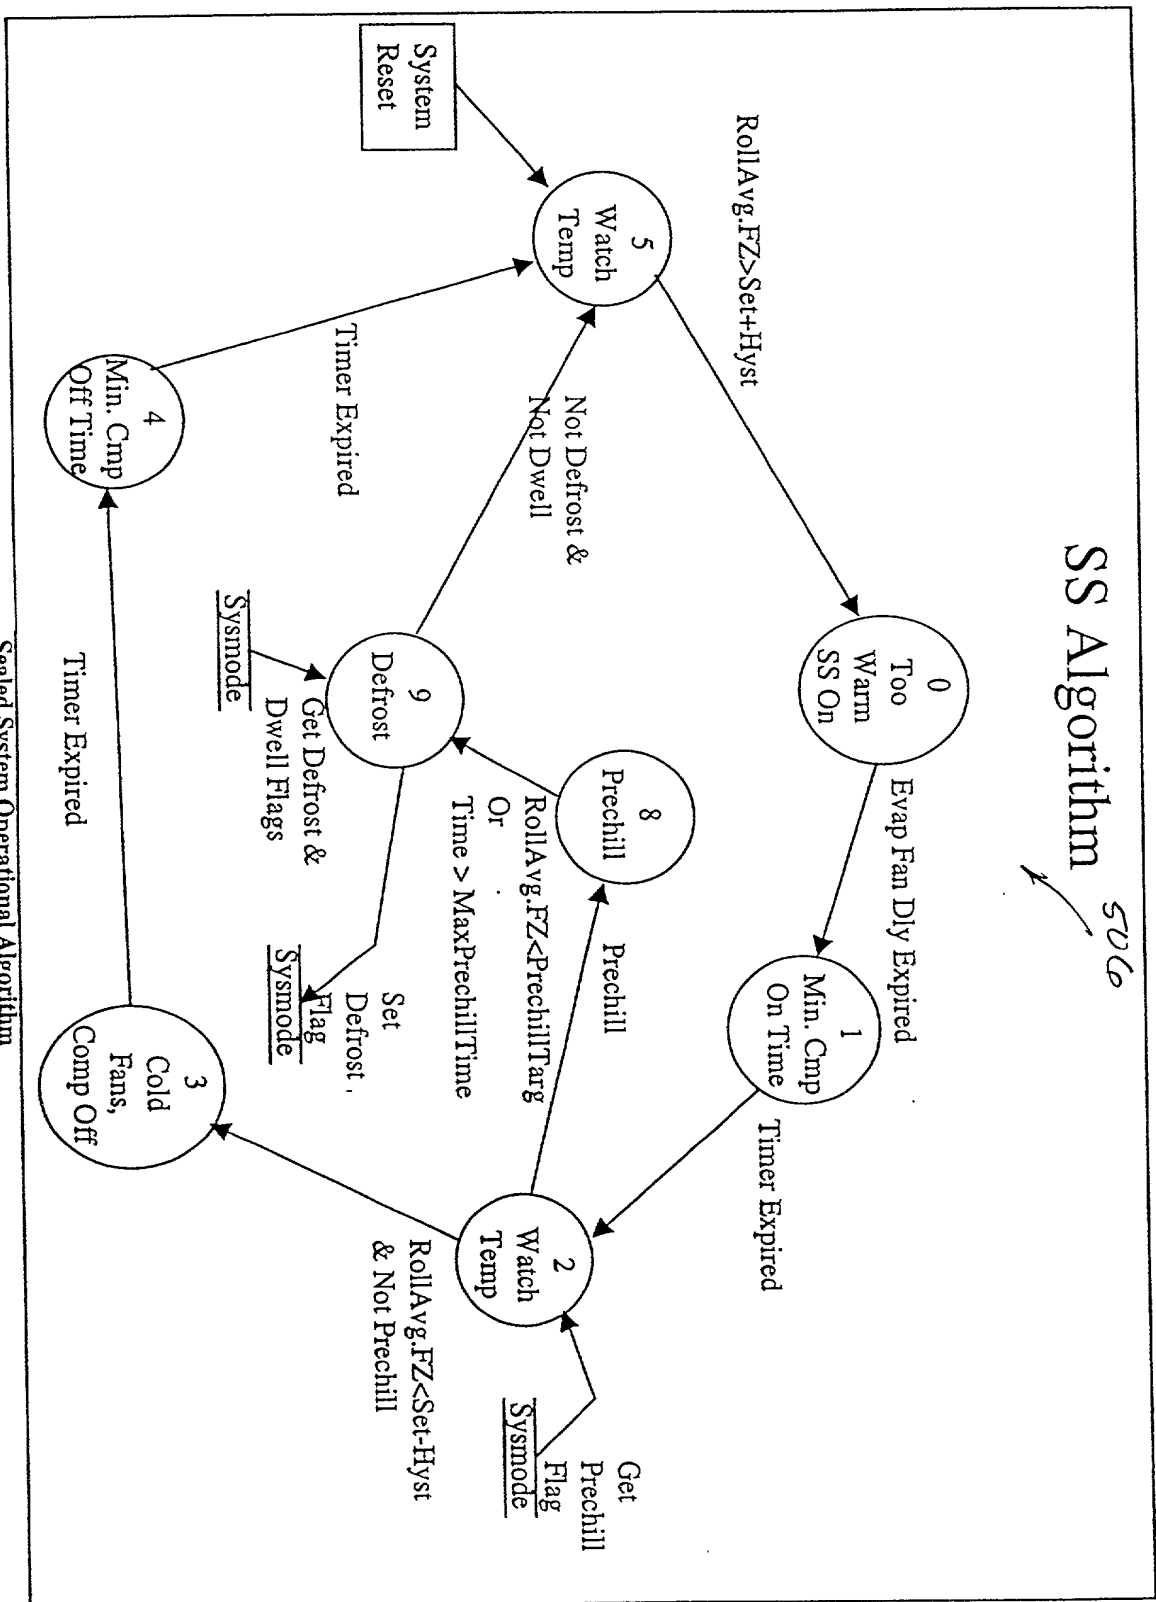 SS Algorithm
506
System
Reset
5
Watch
Temp
RollAvg.FZ>Set+Hyst
0
Too
Warm
SS On
Evap Fan Dly Expired
1
Min. Cmp
On Time
Timer Expired
2
Watch
Temp
Get
Prechill
Flag
Sysmode
Prechill
8
Prechill
RollAvg.FZ<PrechillTarg
Or
Time > MaxPrechillTime
9
Defrost
Not Defrost &
Not Dwell
Sysmode
Get Defrost &
Dwell Flags
Set
Defrost
Flag
Sysmode
RollAvg.FZ<Set-Hyst
& Not Prechill
3
Cold
Fans,
Comp Off
Timer Expired
4
Min. Cmp
Off Time
Timer Expired
Sealed System Operational Algorithm